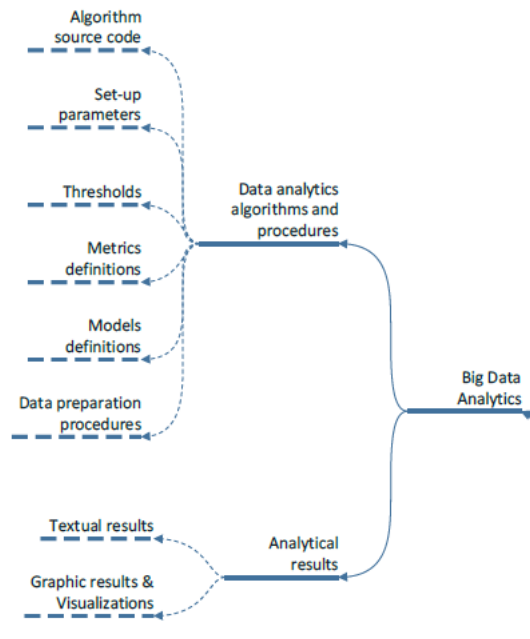 Algorithm
source code
Set-up
parameters
Thresholds
Metrics
definitions
Models
definitions
Data preparation
procedures
Data analytics
algorithms and
procedures
Big Data
Analytics
Textual results
Graphic results &
Visualizations
Analytical
results